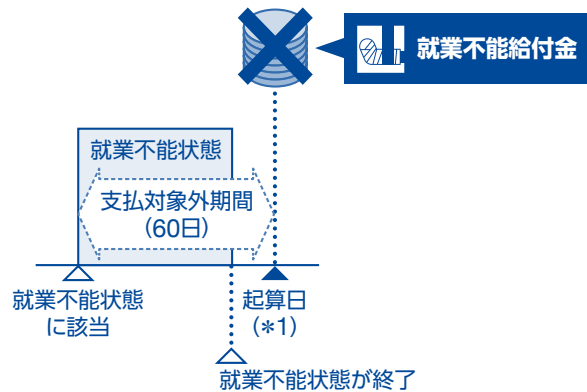 就業不能給付金
就業不能状態
支払対象外期間
(60日)
就業不能状態
に該当
起算日
(*1)
就業不能状態が終了